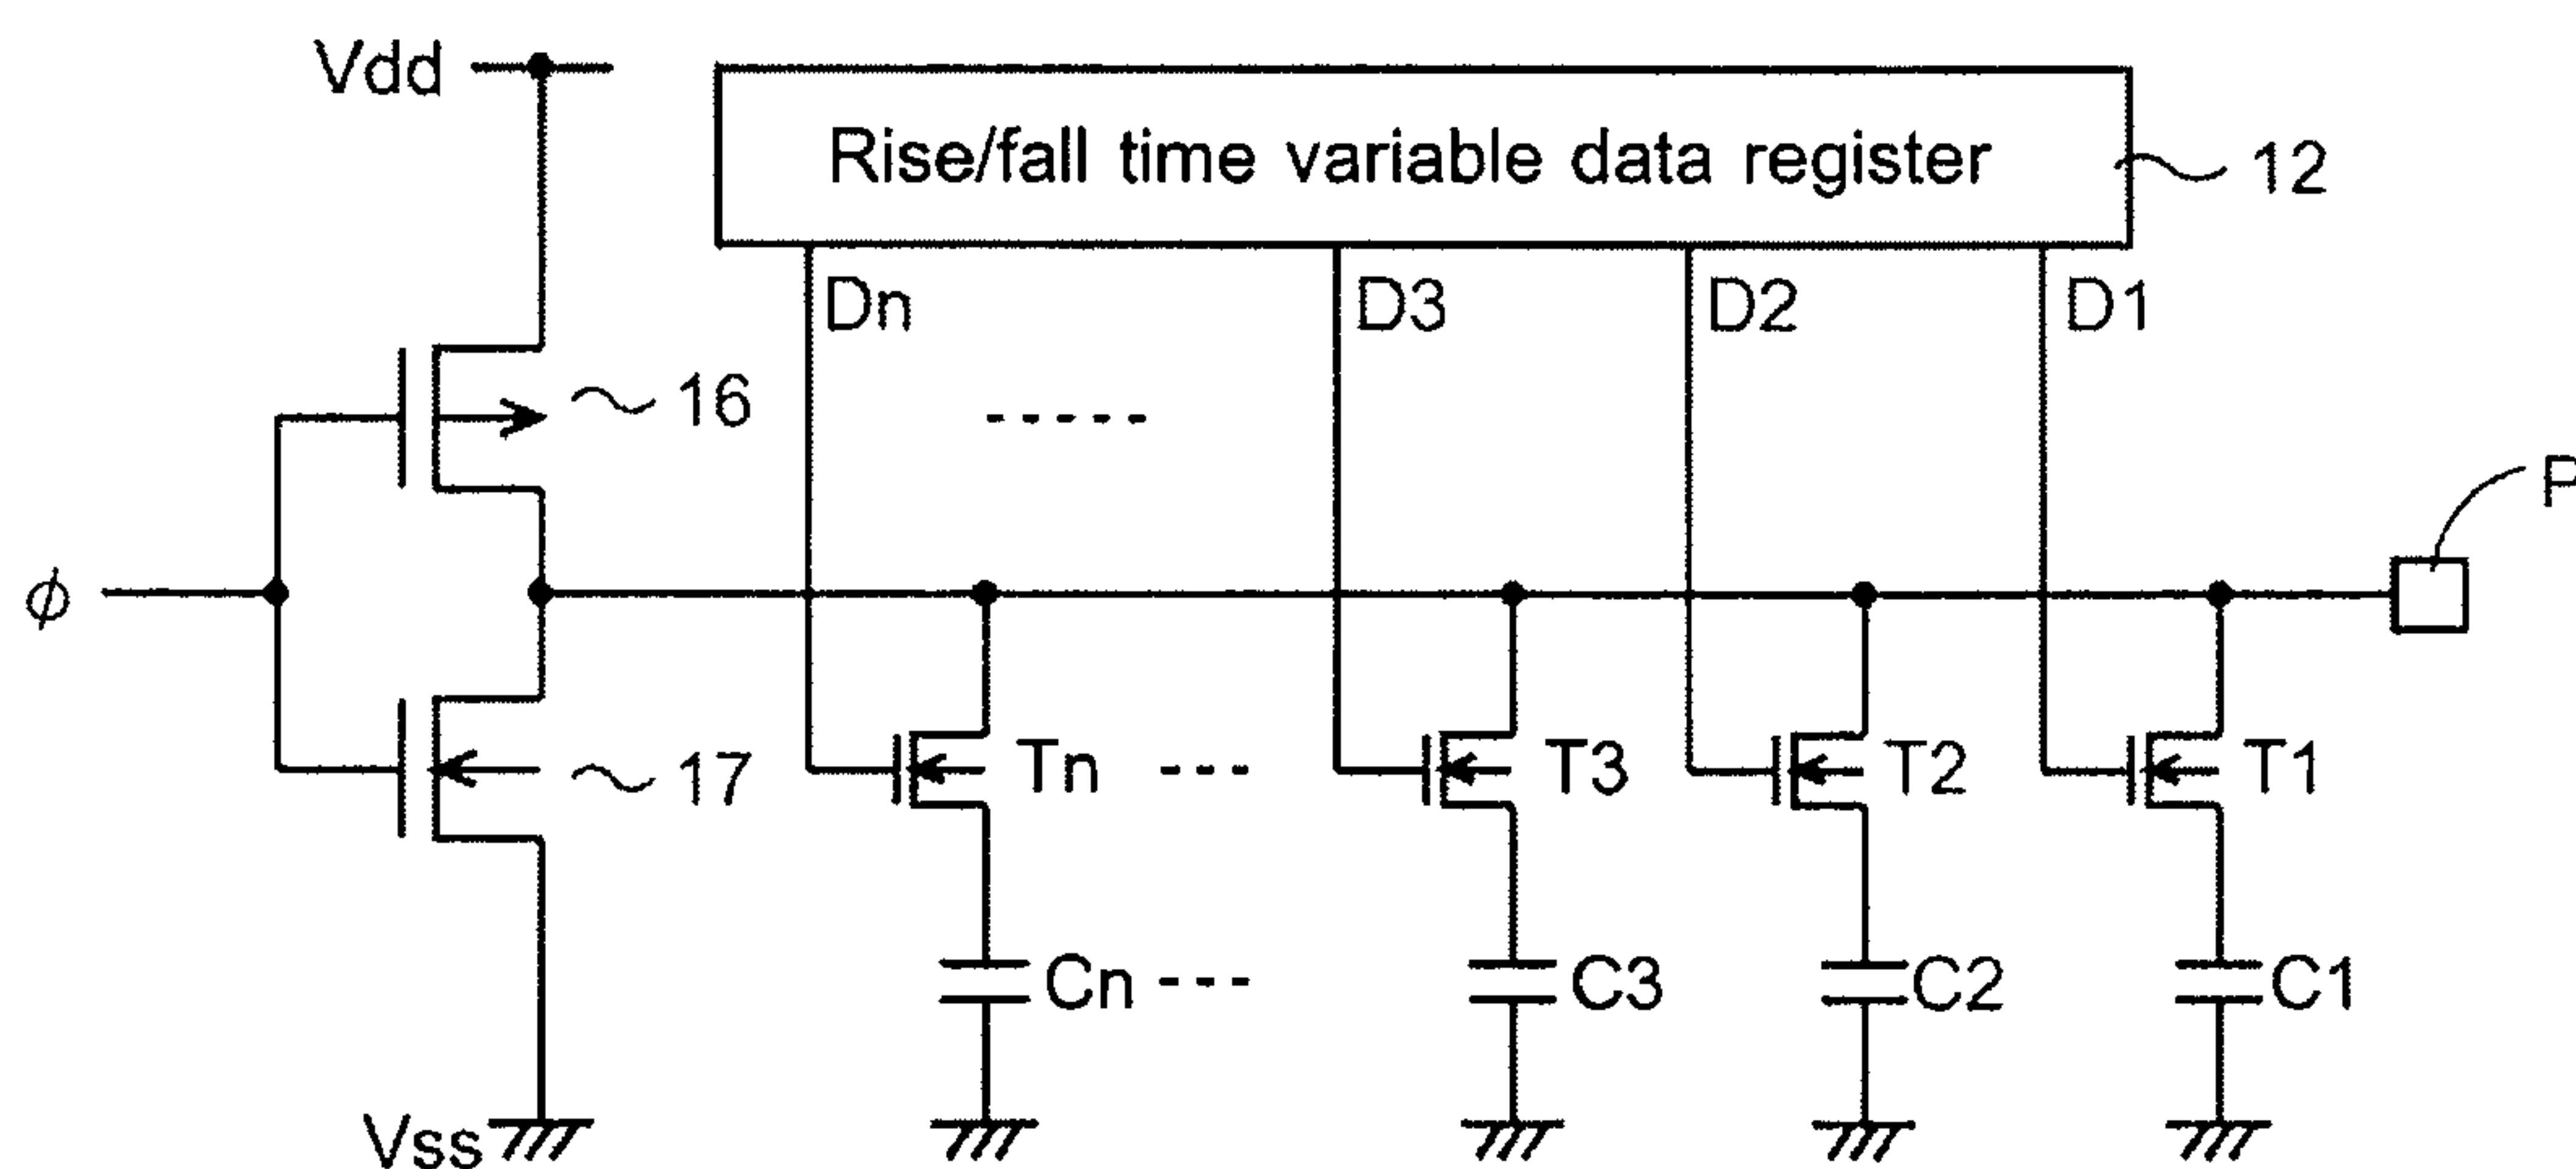 Vdd
Rise/fall time variable data register
12
Dn
D3
D2
D1
16
P
ϕ
17
Tn
---
T3
T2
T1
Cn
---
C3
C2
C1
Vss